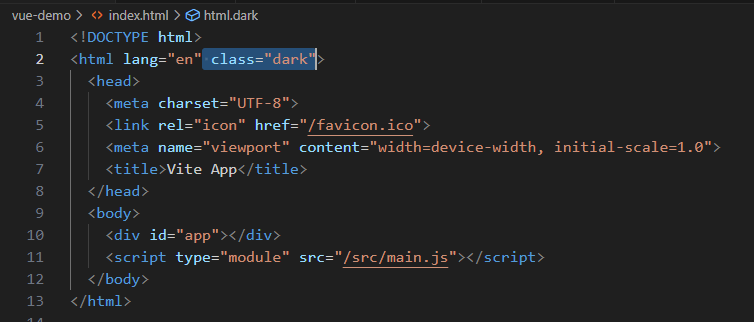 vue-demo > index.html > html.dark
1 <!DOCTYPE html>
2 <html lang="en" class="dark">
3 <head>
4 <meta charset="UTF-8">
5 <link rel="icon" href="/favicon.ico">
6 <meta name="viewport" content="width=device-width, initial-scale=1.0">
7 <title>Vite App</title>
8 </head>
9 <body>
10 <div id="app"></div>
11 <script type="module" src="/src/main.js"></script>
12 </body>
13 </html>
14